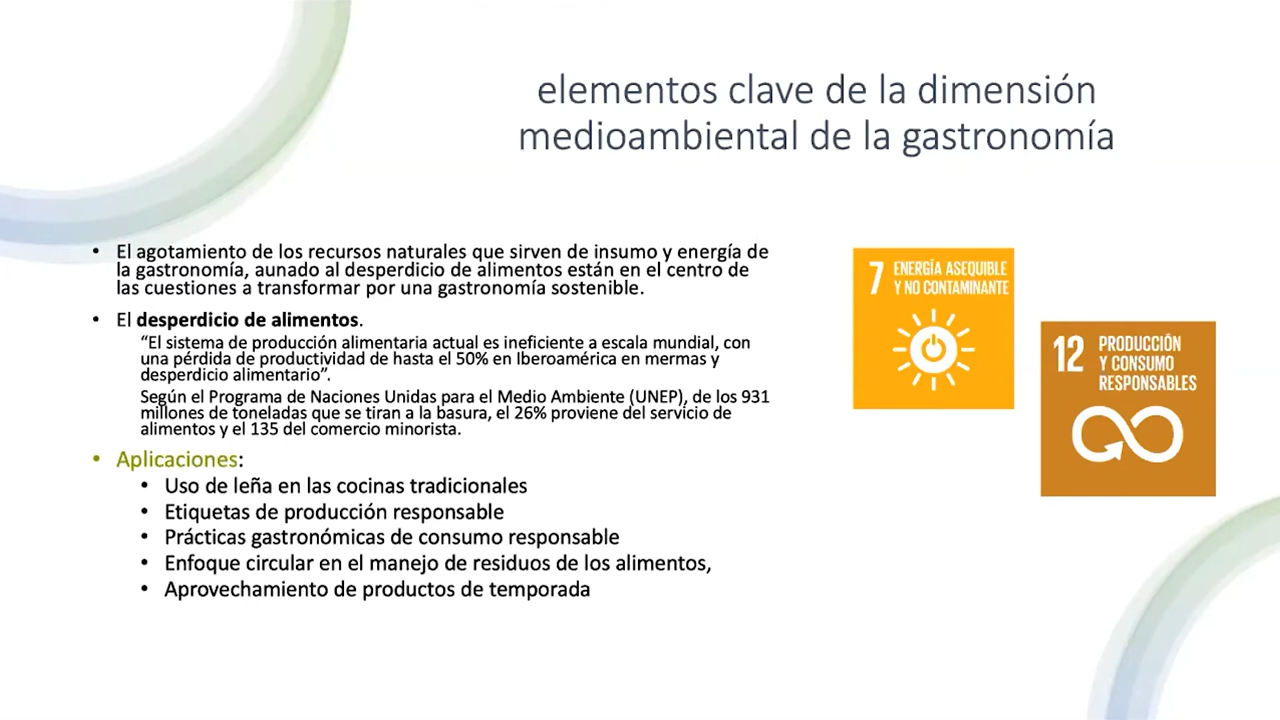 elementos clave de la dimensión
medioambiental de la gastronomía
• El agotamiento de los recursos naturales que sirven de insumo y energía de
la gastronomía, aunado al desperdicio de alimentos están en el centro de
las cuestiones a transformar por una gastronomía sostenible.
• El desperdicio de alimentos.
“El sistema de producción alimentaria actual es ineficiente a escala mundial, con
una pérdida de productividad de hasta el 50% en Iberoamérica en mermas y
desperdicio alimentario”.
Según el Programa de Naciones Unidas para el Medio Ambiente (UNEP), de los 931
millones de toneladas que se tiran a la basura, el 26% proviene del servicio de
alimentos y el 135 del comercio minorista.
• Aplicaciones:
• Uso de leña en las cocinas tradicionales
• Etiquetas de producción responsable
• Prácticas gastronómicas de consumo responsable
• Enfoque circular en el manejo de residuos de los alimentos,
• Aprovechamiento de productos de temporada
7 ENERGÍA ASEQUIBLE
Y NO CONTAMINANTE
12 PRODUCCIÓN
Y CONSUMO
RESPONSABLES